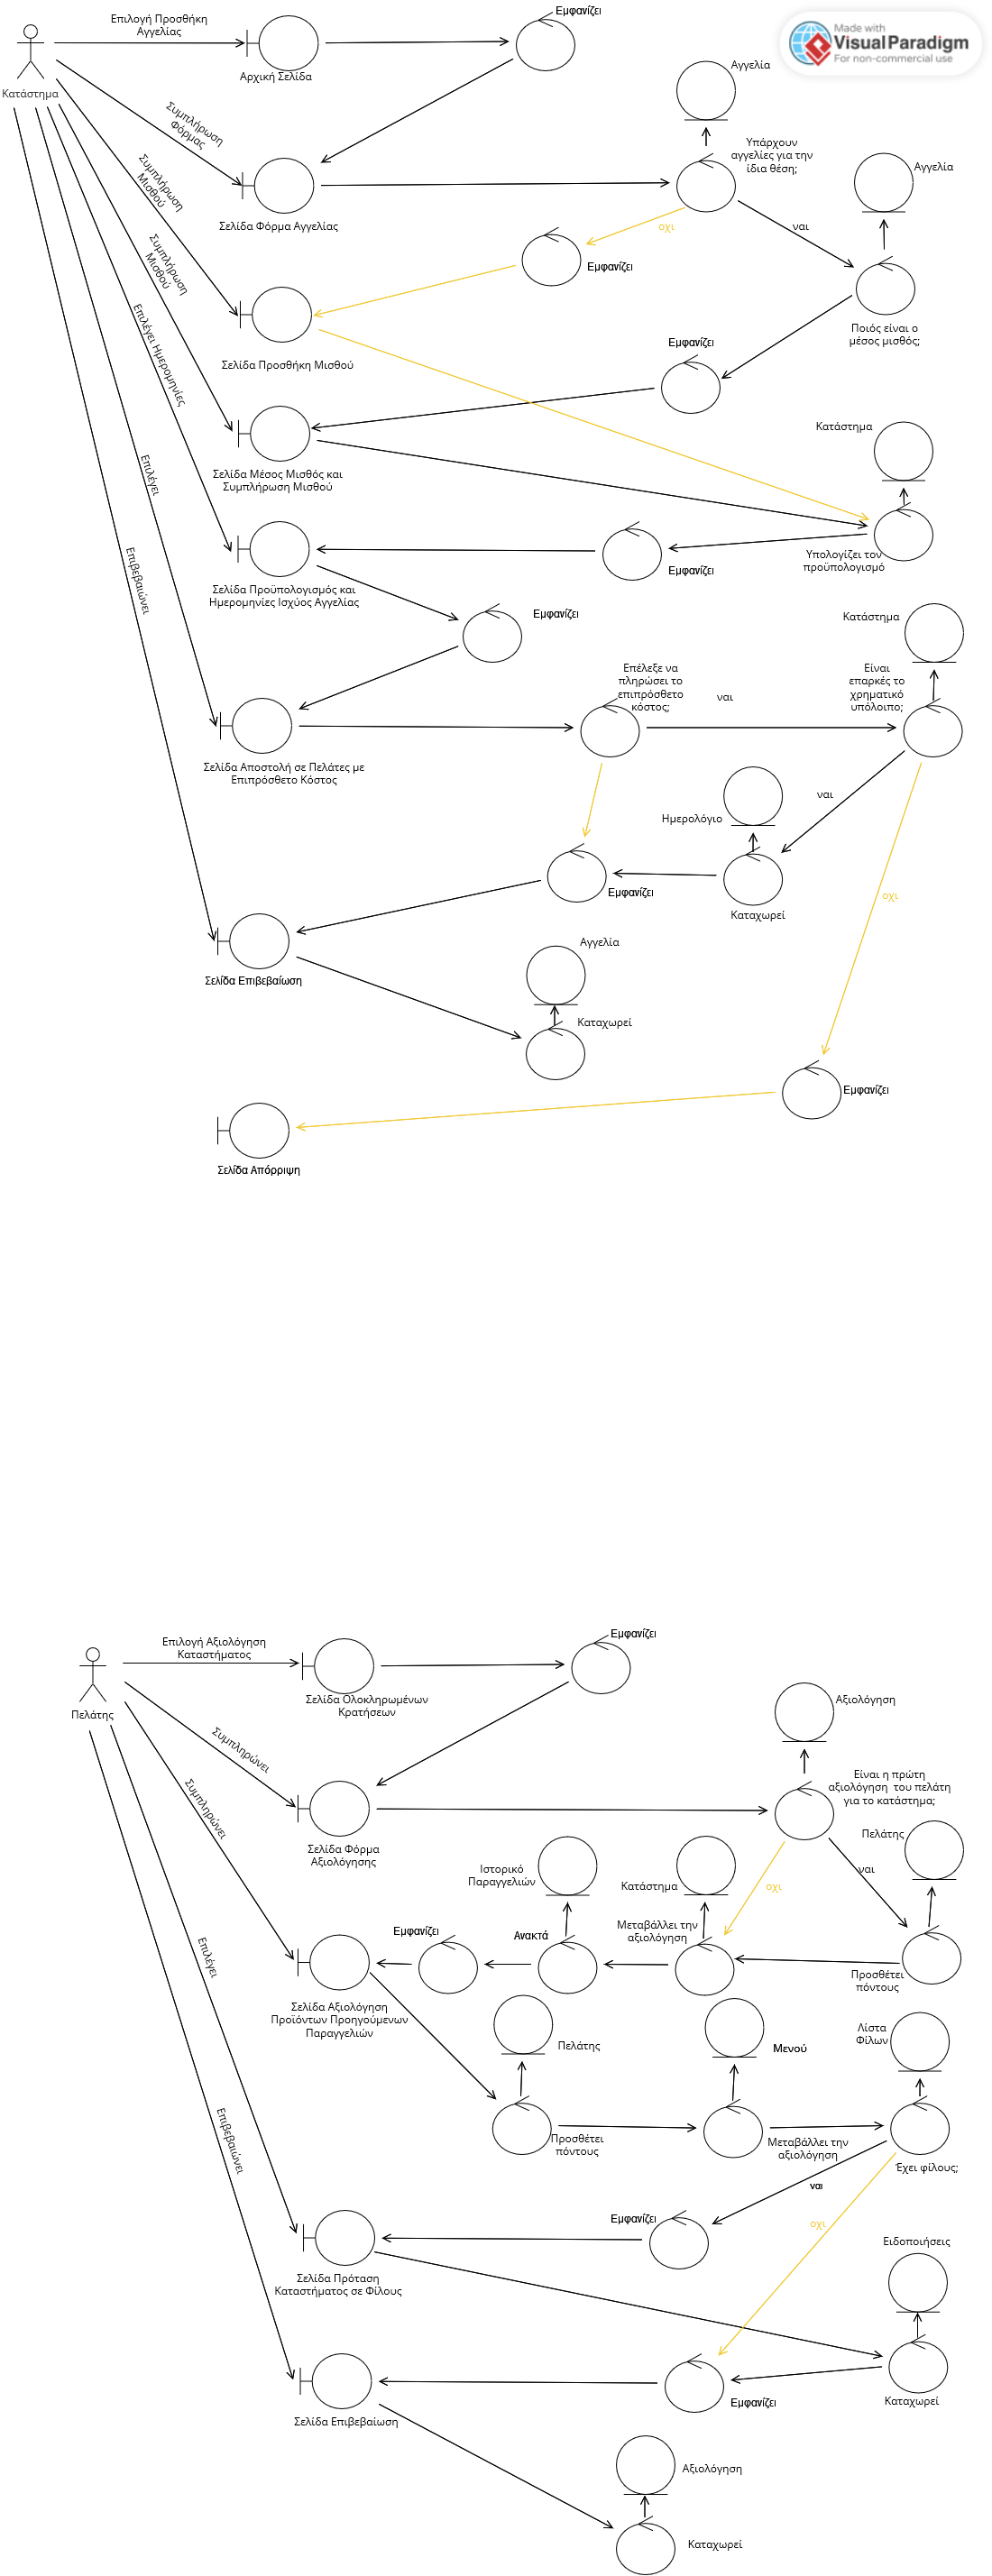 Made with
VisualParadigm
For non-commercial use
Επιλογή Προσθήκη
Αγγελίας
Εμφανίζει
Κατάστημα
Αρχική Σελίδα
Αγγελία
Συμπλήρωση
Φόρμας
Υπάρχουν
αγγελίες για την
ίδια θέση;
Συμπλήρωση
Μισθού
Αγγελία
Σελίδα Φόρμα Αγγελίας
οχι
ναι
Συμπλήρωση
Μισθού
Εμφανίζει
Επιλέγει Ημερομηνίες
Ποιός είναι ο
μέσος μισθός;
Εμφανίζει
Σελίδα Προσθήκη Μισθού
Κατάστημα
Επιλέγει
Σελίδα Μέσος Μισθός και
Συμπλήρωση Μισθού
Επιβεβαιώνει
Υπολογίζει τον
προϋπολογισμό
Εμφανίζει
Σελίδα Προϋπολογισμός και
Ημερομηνίες Ισχύος Αγγελίας
Εμφανίζει
Κατάστημα
Επέλεξε να
πληρώσει το
επιπρόσθετο
κόστος;
ναι
Είναι
επαρκές το
χρηματικό
υπόλοιπο;
Σελίδα Αποστολή σε Πελάτες με
Επιπρόσθετο Κόστος
ναι
Ημερολόγιο
Εμφανίζει
οχι
Καταχωρεί
Αγγελία
Σελίδα Επιβεβαίωση
Καταχωρεί
Εμφανίζει
Σελίδα Απόρριψη
Εμφανίζει
Επιλογή Αξιολόγηση
Καταστήματος
Σελίδα Ολοκληρωμένων
Κρατήσεων
Αξιολόγηση
Πελάτης
Συμπληρώνει
Είναι η πρώτη
αξιολόγηση του πελάτη
για το κατάστημα;
Συμπληρώνει
Πελάτης
Σελίδα Φόρμα
Αξιολόγησης
Ιστορικό
Παραγγελιών
ναι
Κατάστημα
οχι
Εμφανίζει
Ανακτά
Μεταβάλλει την
αξιολόγηση
Επιλέγει
Προσθέτει
πόντους
Σελίδα Αξιολόγηση
Προϊόντων Προηγούμενων
Παραγγελιών
Λίστα
Φίλων
Πελάτης
Μενού
Επιβεβαιώνει
Προσθέτει
πόντους
Μεταβάλλει την
αξιολόγηση
Έχει φίλους;
ναι
Εμφανίζει
οχι
Ειδοποιήσεις
Σελίδα Πρόταση
Καταστήματος σε Φίλους
Εμφανίζει
Καταχωρεί
Σελίδα Επιβεβαίωση
Αξιολόγηση
Καταχωρεί